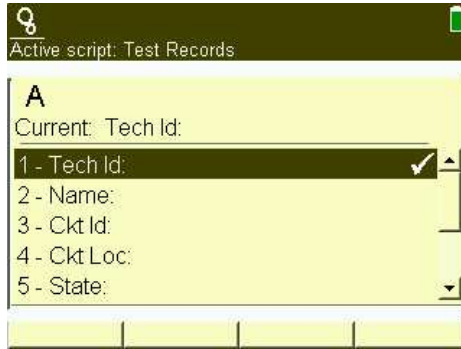 Active script: Test Records
A
Current: Tech Id:
1 - Tech Id:
2 - Name:
3 - Ckt Id:
4 - Ckt Loc:
5 - State: